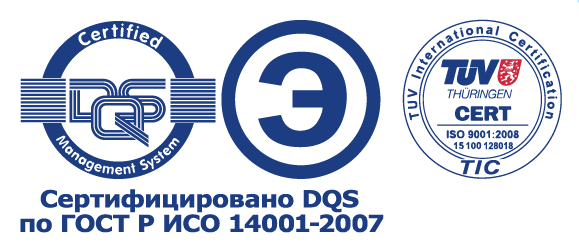 Certified
DQS
Management System
Э
TUV International Certification
TÜV
THÜRINGEN
CERT
ISO 9001:2008
15 100 128018
TIC
Сертифицировано DQS
по ГОСТ Р ИСО 14001-2007